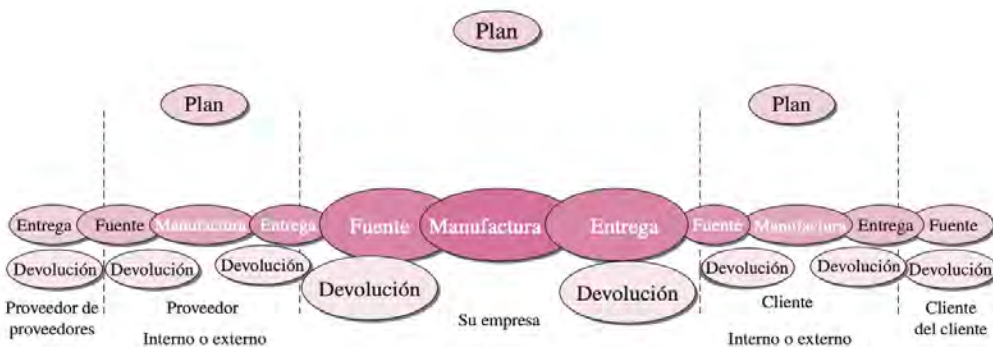 Plan
Plan
Plan
Entrega
Fuente
Manufactura
Entrega
Fuente
Manufactura
Entrega
Fuente
Manufactura
Entrega
Fuente
Devolución
Devolución
Devolución
Devolución
Devolución
Devolución
Devolución
Devolución
Proveedor de
proveedores
Proveedor
Interno o externo
Su empresa
Cliente
Interno o externo
Cliente
del cliente